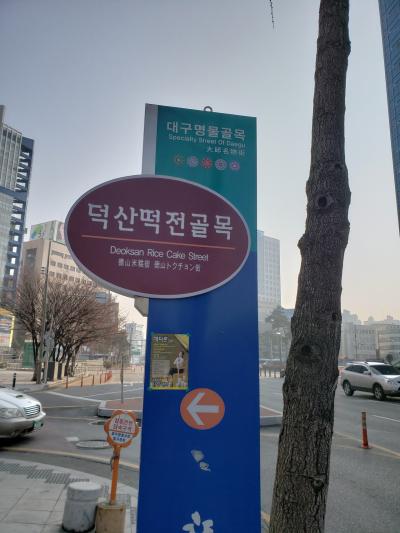 대구명물골목
Specialty Street Of Daegu
大邱名物街
덕산떡전골목
Deoksan Rice Cake Street
德山米糕街 德山トクチョン街